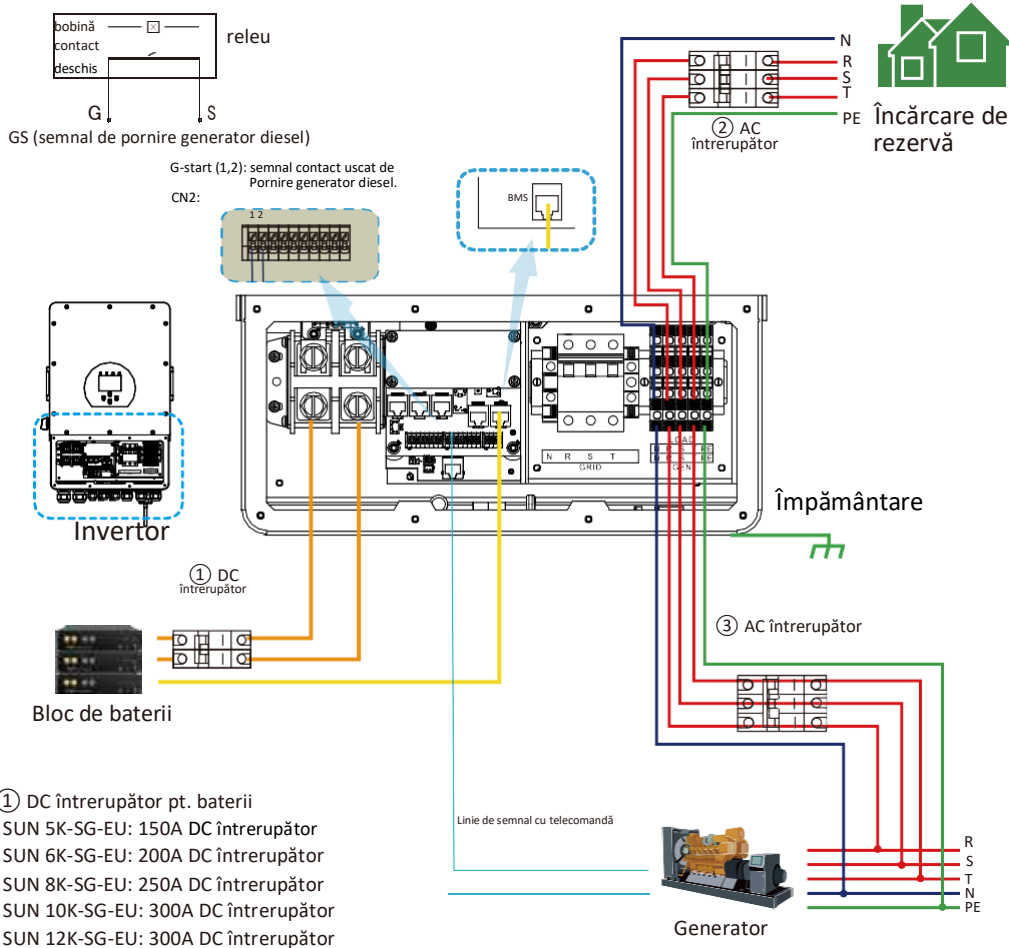 bobină
contact
deschis
releu
G
S
GS (semnal de pornire generator diesel)
G-start (1,2): semnal contact uscat de
Pornire generator diesel.
CN2:
1 2
BMS
N
R
S
T
PE
② AC
întrerupător
Încărcare de
rezervă
Invertor
N R S T
GRID
LOAD
GEN
Împământare
① DC
întrerupător
③ AC întrerupător
Bloc de baterii
① DC întrerupător pt. baterii
SUN 5K-SG-EU: 150A DC întrerupător
SUN 6K-SG-EU: 200A DC întrerupător
SUN 8K-SG-EU: 250A DC întrerupător
SUN 10K-SG-EU: 300A DC întrerupător
SUN 12K-SG-EU: 300A DC întrerupător
Linie de semnal cu telecomandă
Generator
R
S
T
N
PE